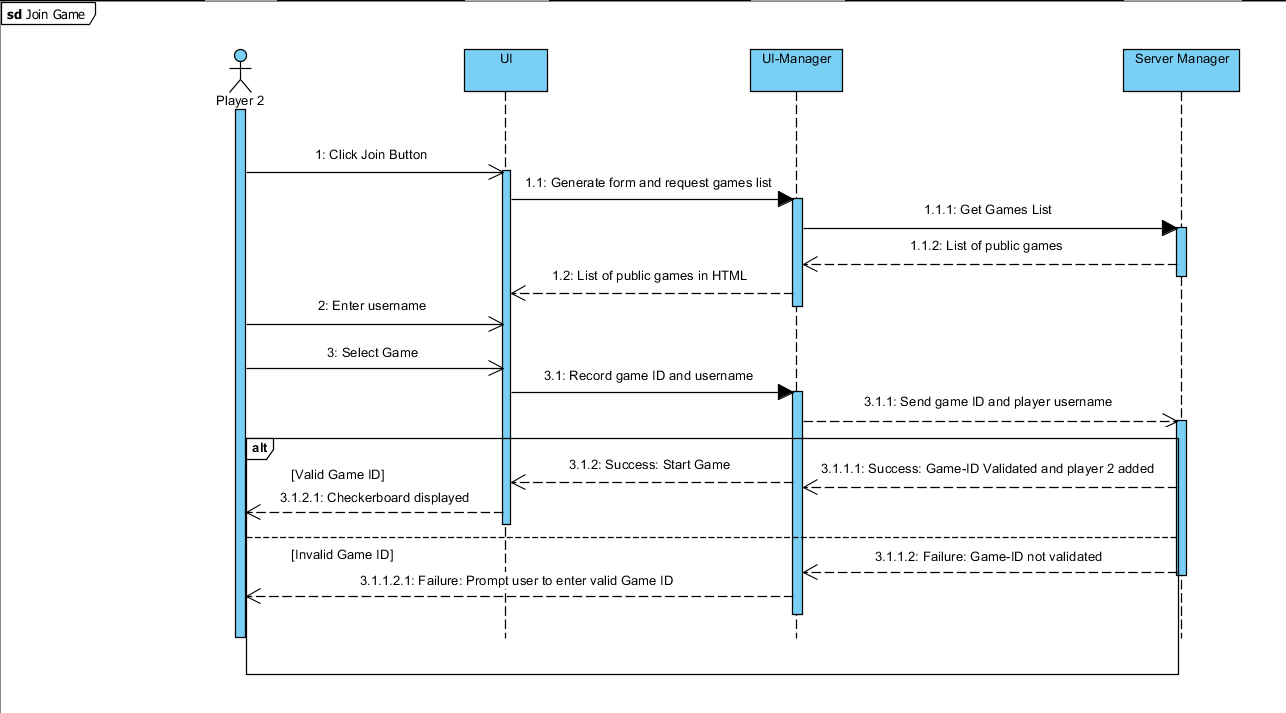 sd Join Game
Player 2
UI
UI-Manager
Server Manager
1: Click Join Button
1.1: Generate form and request games list
1.1.1: Get Games List
1.1.2: List of public games
1.2: List of public games in HTML
2: Enter username
3: Select Game
3.1: Record game ID and username
3.1.1: Send game ID and player username
alt
[Valid Game ID]
3.1.2: Success: Start Game
3.1.1.1: Success: Game-ID Validated and player 2 added
3.1.2.1: Checkerboard displayed
[Invalid Game ID]
3.1.1.2: Failure: Game-ID not validated
3.1.1.2.1: Failure: Prompt user to enter valid Game ID